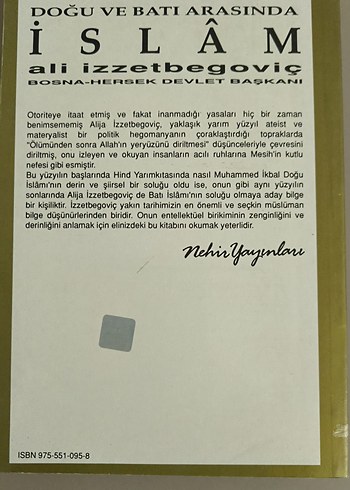 DOĞU VE BATI ARASINDA
İSLÂM
ali izzetbegoviç
BOSNA-HERSEK DEVLET BAŞKANI
Otoriteye itaat etmiş ve fakat inanmadığı yasaları hiç bir zaman
benimsememiş Alija İzzetbegoviç, yaklaşık yarım yüzyıl ateist ve
materyalist bir politik hegomanyanın çoraklaştırdığı topraklarda
"Ölümünden sonra Allah'ın yeryüzünü diriltmesi" düşünceleriyle çevresini
diriltmiş, onu izleyen ve okuyan insanların acılı ruhlarına Mesih'in kutlu
nefesi gibi esmiştir.
Bu yüzyılın başlarında Hind Yarımkıtasında nasıl Muhammed İkbal Doğu
İslâmı'nın derin ve şiirsel bir soluğu oldu ise, onun gibi aynı yüzyılın
sonlarında Alija İzzetbegoviç de Batı İslâmı'nın soluğu olmaya aday bilge
bir kişiliktir. İzzetbegoviç yakın tarihimizin en önemli ve seçkin müslüman
bilge düşünürlerinden biridir. Onun entellektüel birikiminin zenginliğini ve
derinliğini anlamak için elinizdeki bu kitabını okumak yeterlidir.
Nehir Yayınları
ISBN 975-551-095-8